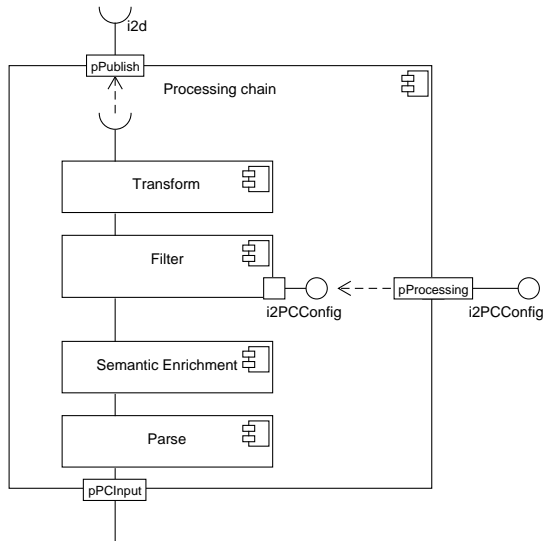 i2d
pPublish
Processing chain
Transform
Filter
pProcessing
i2PCConfig
i2PCConfig
Semantic Enrichment
Parse
pPCInput